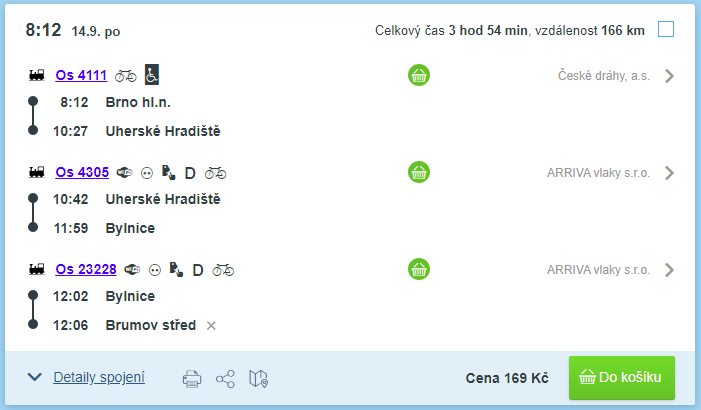 8:12 14.9. po Celkový čas 3 hod 54 min, vzdálenost 166 km
Os 4111 České dráhy, a.s.
8:12 Brno hl.n.
10:27 Uherské Hradiště
Os 4305 D ARRIVA vlaky s.r.o.
10:42 Uherské Hradiště
11:59 Bylnice
Os 23228 D ARRIVA vlaky s.r.o.
12:02 Bylnice
12:06 Brumov střed ×
Detaily spojení Cena 169 Kč Do košíku